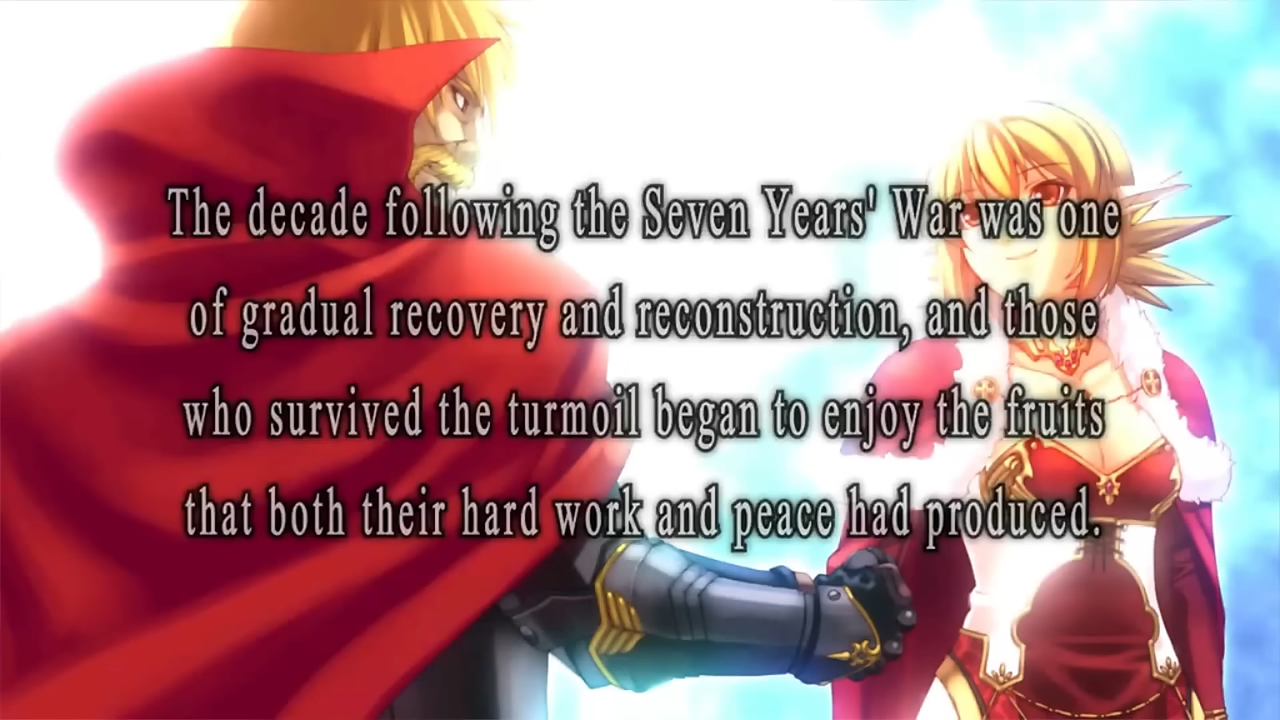 The decade following the Seven Years' War was one
of gradual recovery and reconstruction, and those
who survived the turmoil began to enjoy the fruits
that both their hard work and peace had produced.